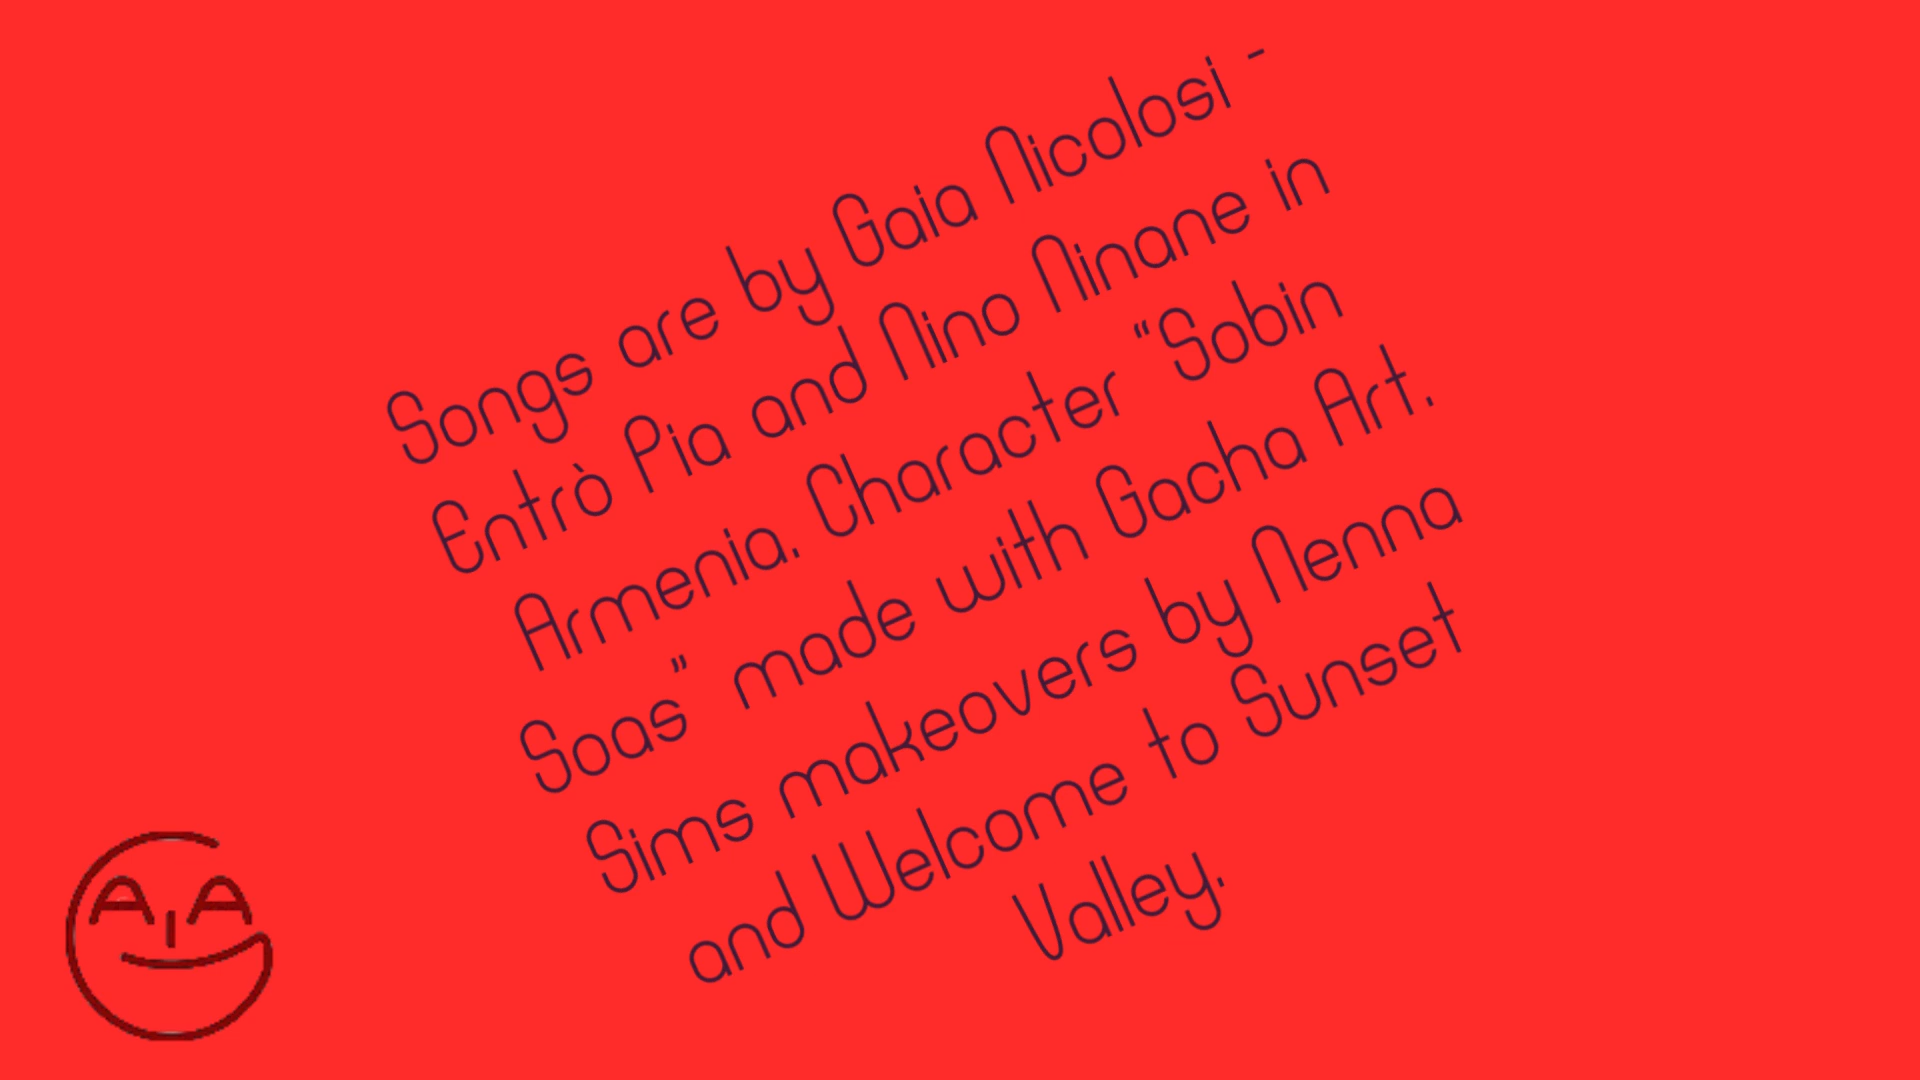 Songs are by Gaia Nicolosi -
Entrò Pia and Nino Ninane in
Armenia. Character “Sobin
Soas” made with Gacha Art.
Sims makeovers by Nenna
and Welcome to Sunset
Valley.